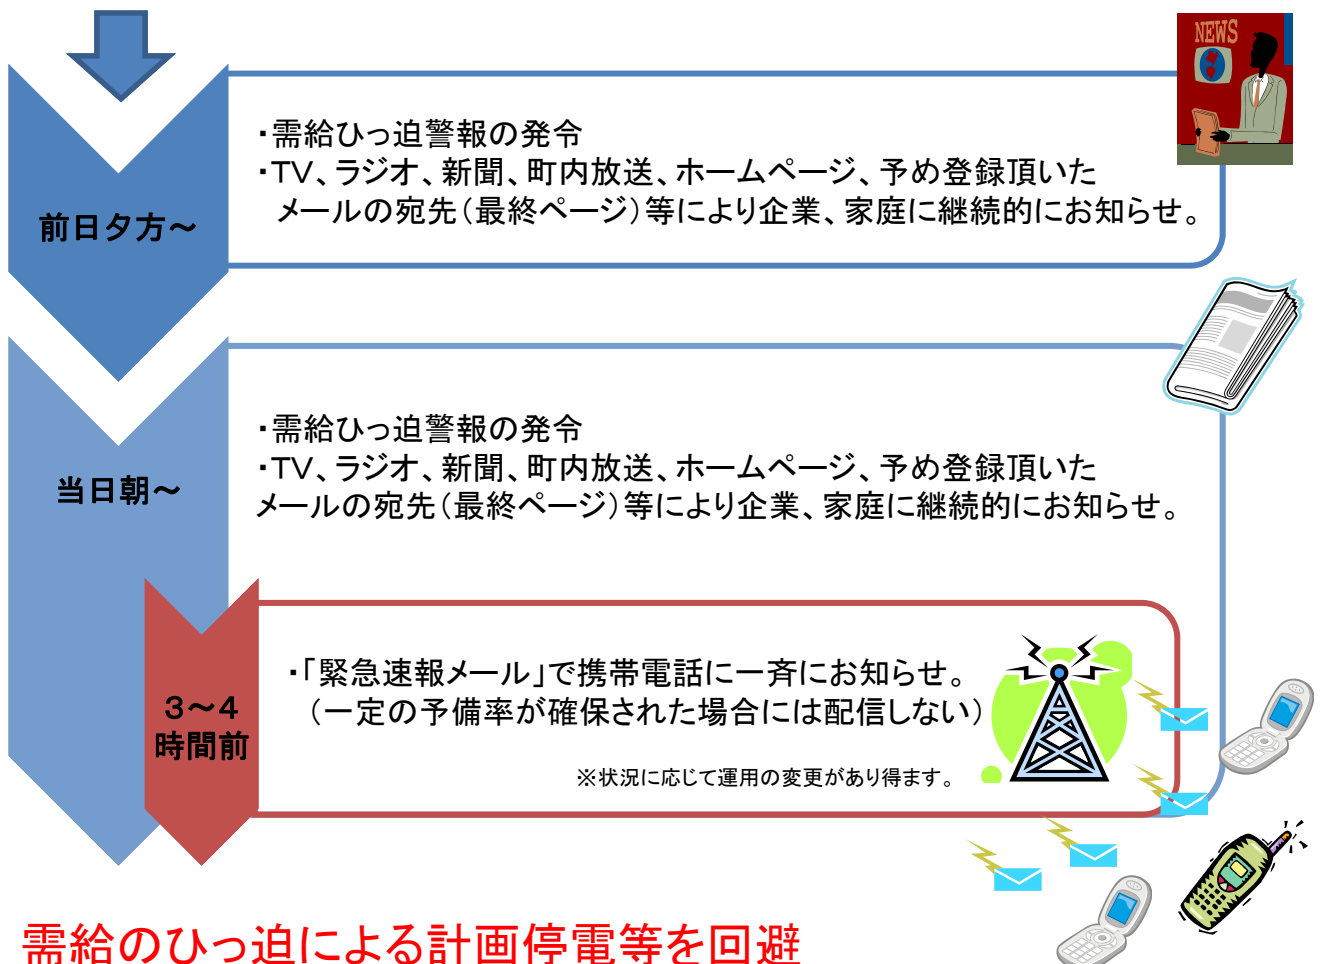 NEWS
・需給ひっ迫警報の発令
・TV、ラジオ、新聞、町内放送、ホームページ、予め登録頂いた
メールの宛先（最終ページ）等により企業、家庭に継続的にお知らせ。
前日夕方～
・需給ひっ迫警報の発令
・TV、ラジオ、新聞、町内放送、ホームページ、予め登録頂いた
メールの宛先（最終ページ）等により企業、家庭に継続的にお知らせ。
当日朝～
・「緊急速報メール」で携帯電話に一斉にお知らせ。
（一定の予備率が確保された場合には配信しない）
３～４
時間前
※状況に応じて運用の変更があり得ます。
需給のひっ迫による計画停電等を回避